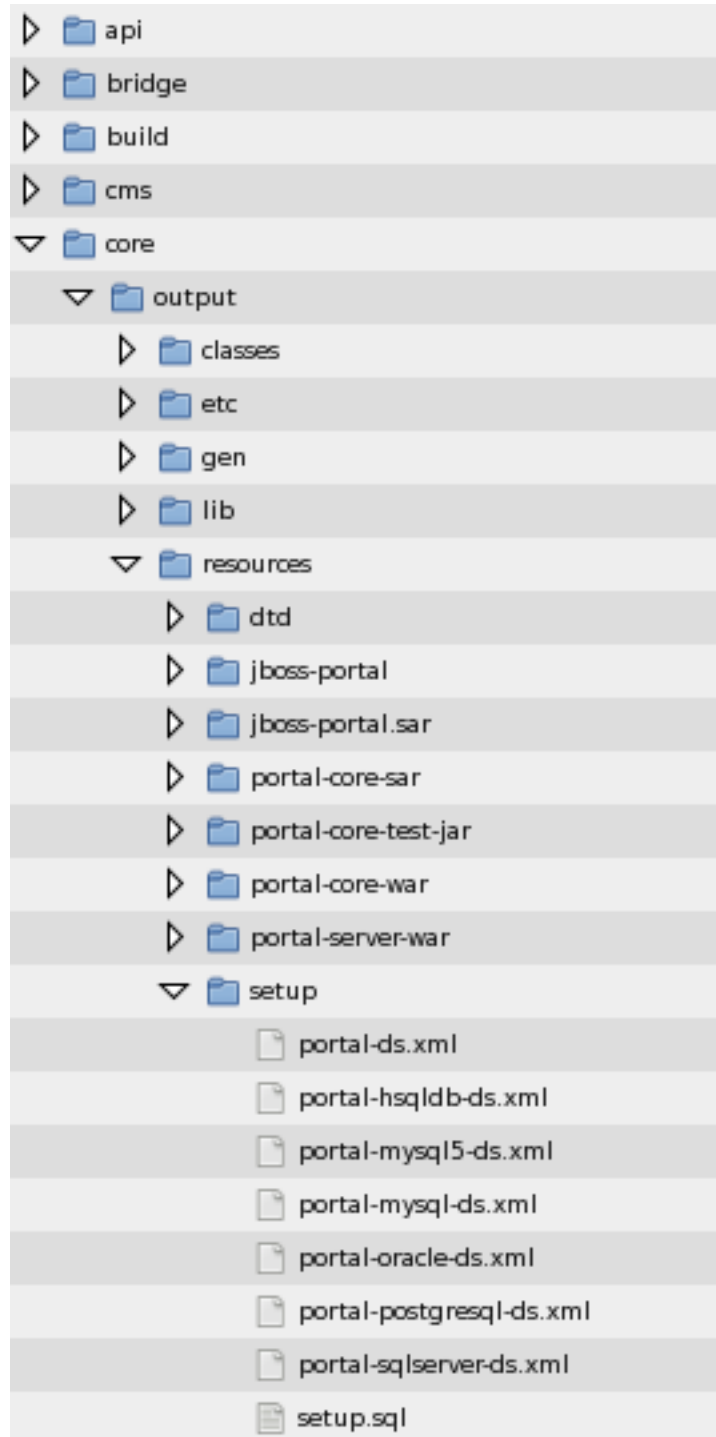 api
bridge
build
cms
core
output
classes
etc
gen
lib
resources
dtd
jboss-portal
jboss-portal.sar
portal-core-sar
portal-core-test-jar
portal-core-war
portal-server-war
setup
portal-ds.xml
portal-hsqldb-ds.xml
portal-mysql5-ds.xml
portal-mysql-ds.xml
portal-oracle-ds.xml
portal-postgresql-ds.xml
portal-sqlserver-ds.xml
setup.sql